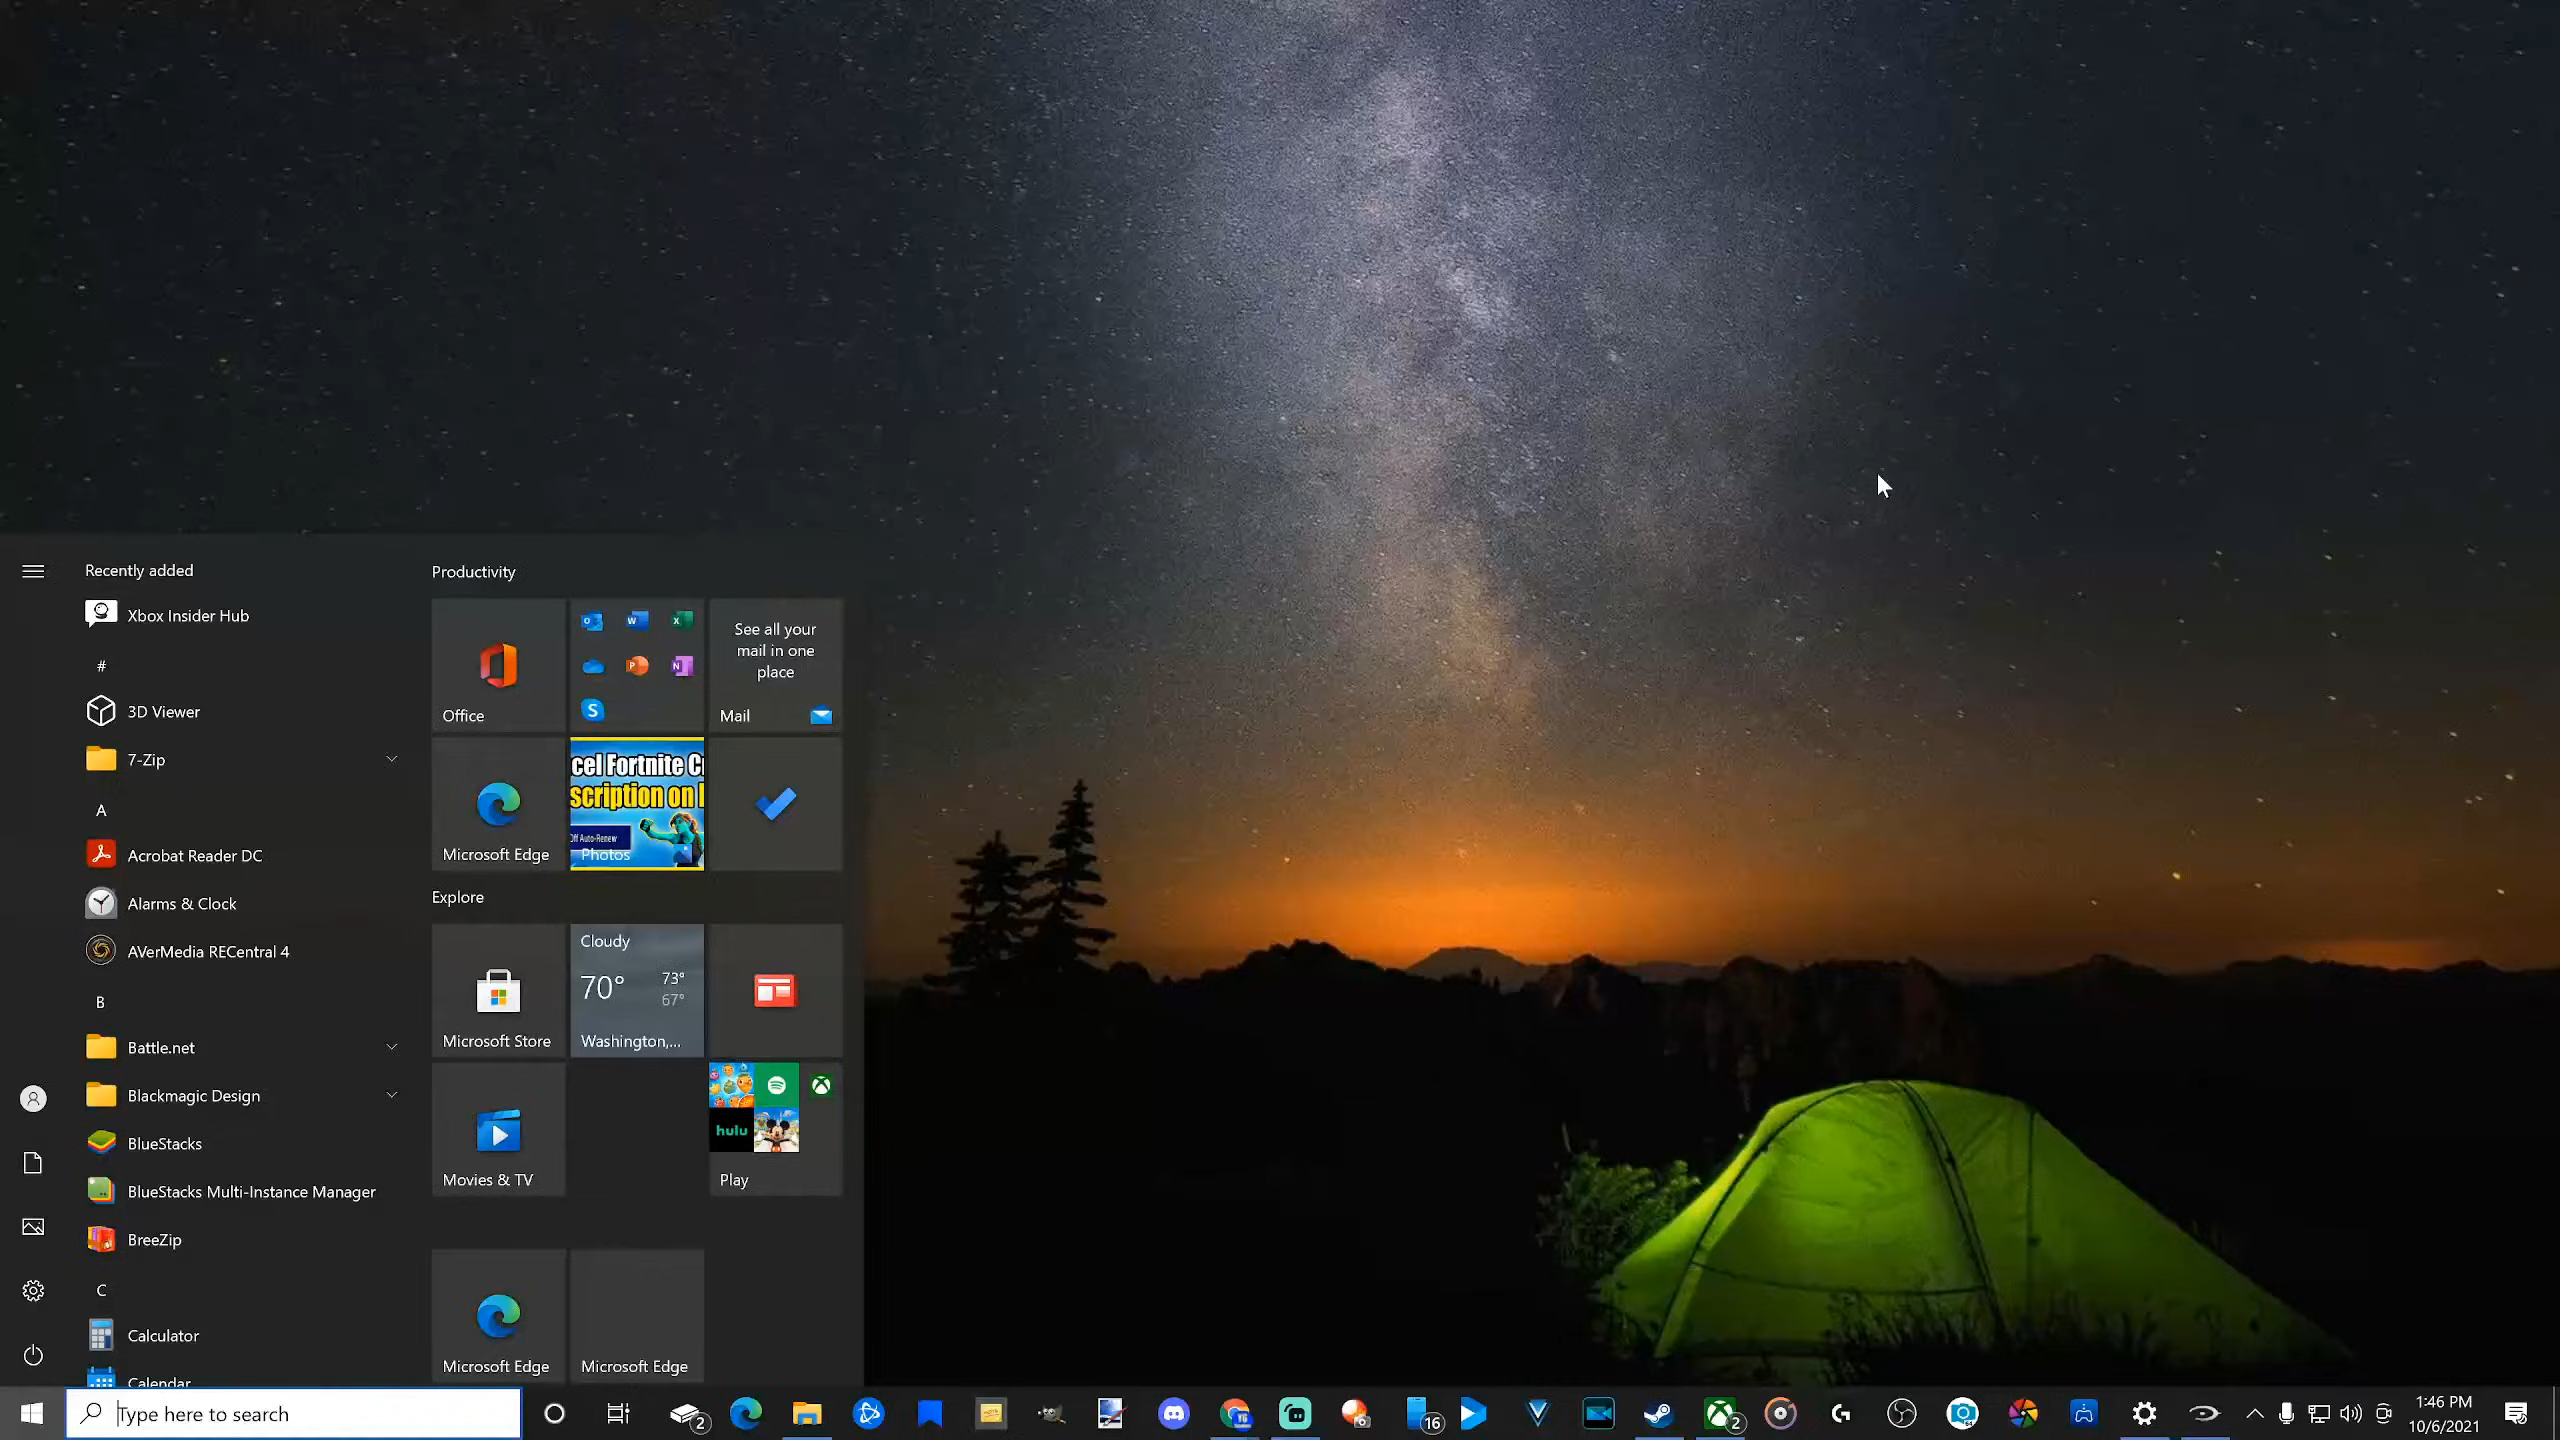 Recently added
Xbox Insider Hub
#
3D Viewer
7-Zip
A
Acrobat Reader DC
Alarms & Clock
AVerMedia RECentral 4
B
Battle.net
Blackmagic Design
BlueStacks
BlueStacks Multi-Instance Manager
BreeZip
C
Calculator
Calendar
Productivity
Office
See all your
mail in one
place
Mail
Microsoft Edge
cel Fortnite C
scription on
Off Auto-Renew
Photos
Explore
Microsoft Store
Cloudy
70°
73°
67°
Washington,...
Movies & TV
hulu
Play
Microsoft Edge
Microsoft Edge
Type here to search
2
16
2
1:46 PM
10/6/2021